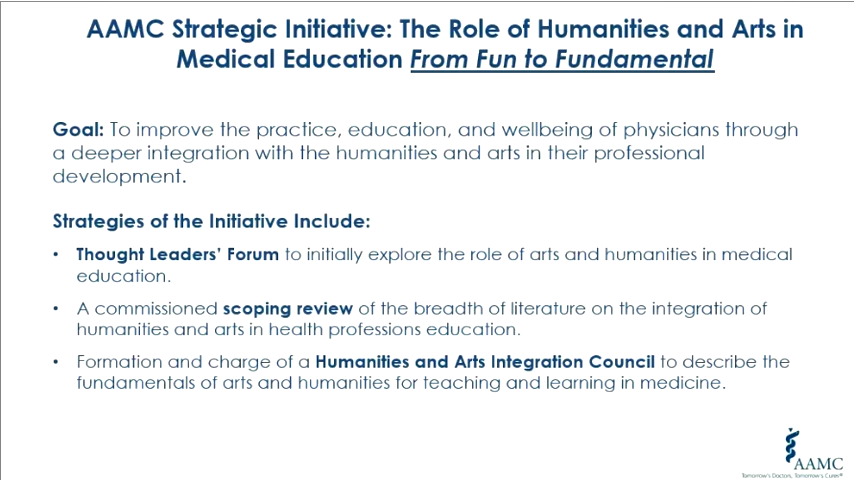 AAMC Strategic Initiative: The Role of Humanities and Arts in
Medical Education From Fun to Fundamental
Goal: To improve the practice, education, and wellbeing of physicians through
a deeper integration with the humanities and arts in their professional
development.
Strategies of the Initiative Include:
• Thought Leaders' Forum to initially explore the role of arts and humanities in medical
education.
• A commissioned scoping review of the breadth of literature on the integration of
humanities and arts in health professions education.
• Formation and charge of a Humanities and Arts Integration Council to describe the
fundamentals of arts and humanities for teaching and learning in medicine.
AAMC
Tomorrow's Doctors, Tomorrow's Cures®